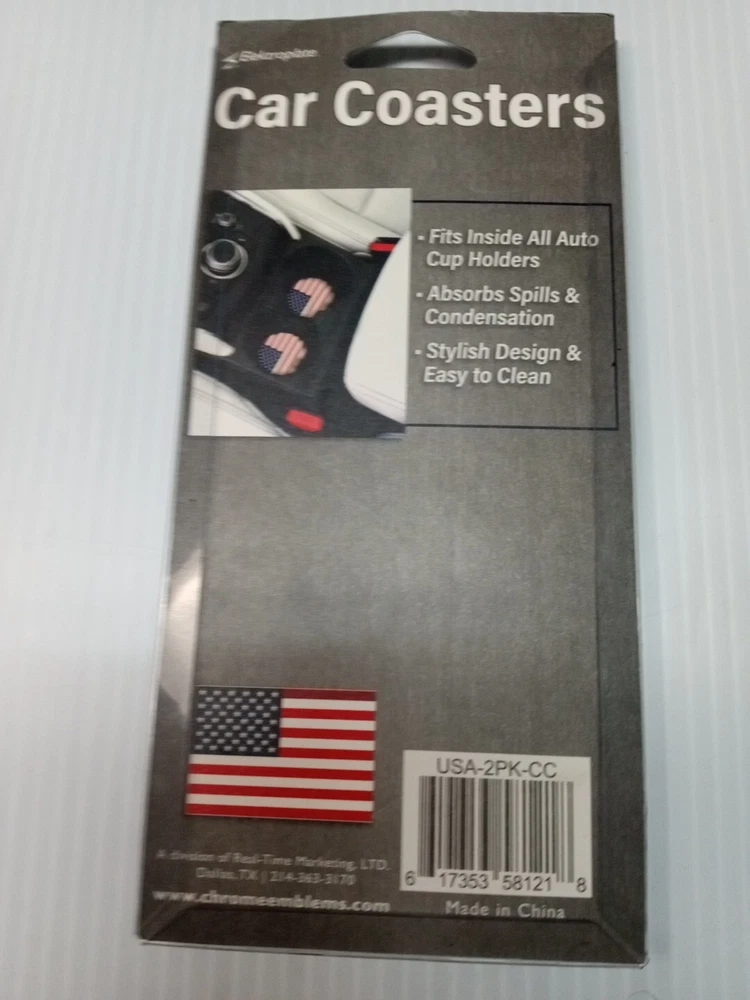 Elektroplate
Car Coasters
• Fits Inside All Auto
Cup Holders
• Absorbs Spills &
Condensation
• Stylish Design &
Easy to Clean
USA-2PK-CC
6 17353 58121 8
A division of Real-Time Marketing, LTD.
Dallas, TX | 214-363-3170
www.chromeemblems.com
Made in China